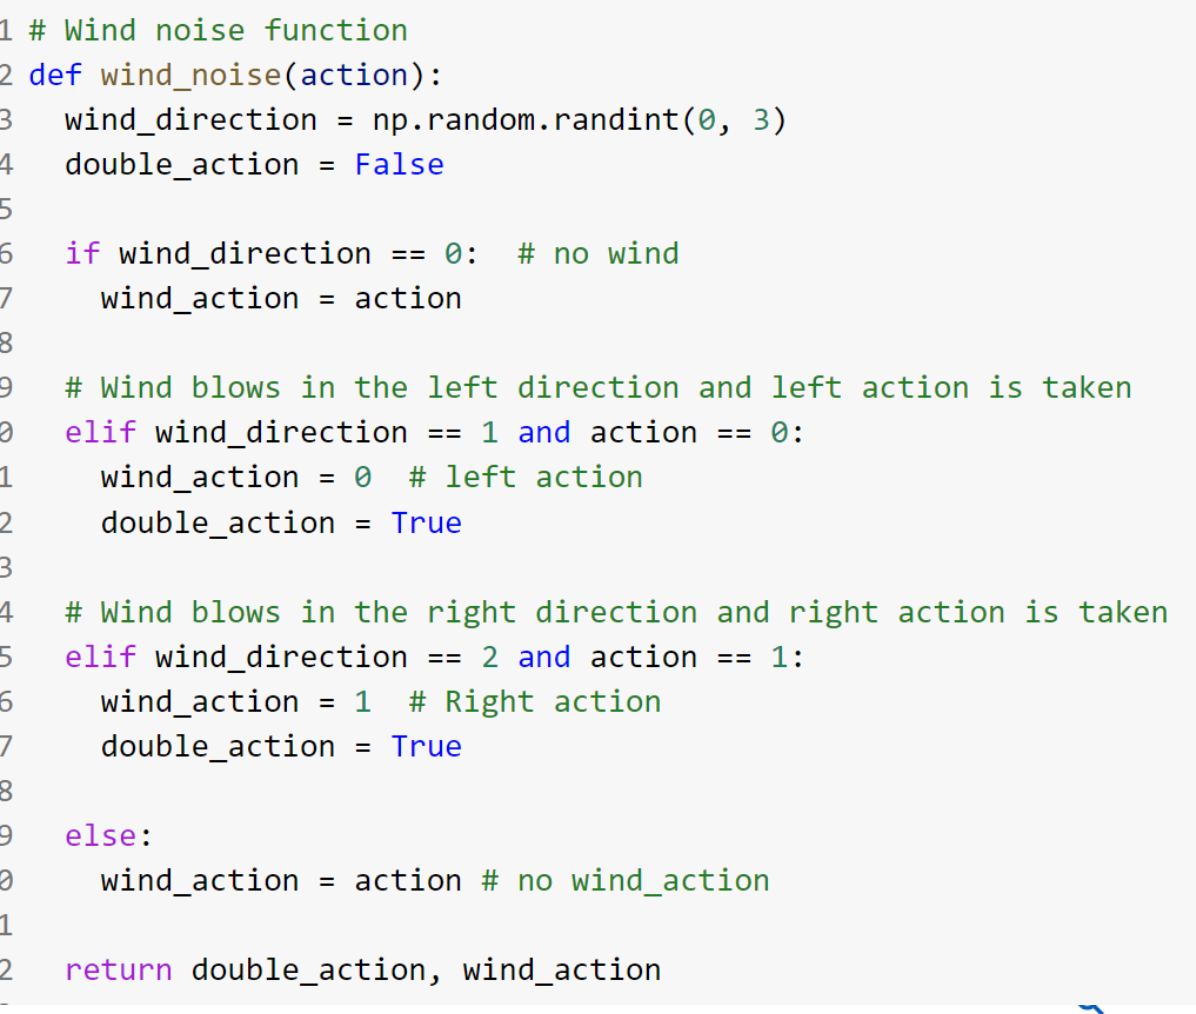 1 # Wind noise function
2 def wind_noise(action):
3   wind_direction = np.random.randint(0, 3)
4   double_action = False
5
6   if wind_direction == 0:  # no wind
7     wind_action = action
8
9   # Wind blows in the left direction and left action is taken
0   elif wind_direction == 1 and action == 0:
1     wind_action = 0  # left action
2     double_action = True
3
4   # Wind blows in the right direction and right action is taken
5   elif wind_direction == 2 and action == 1:
6     wind_action = 1  # Right action
7     double_action = True
8
9   else:
0     wind_action = action # no wind_action
1
2   return double_action, wind_action